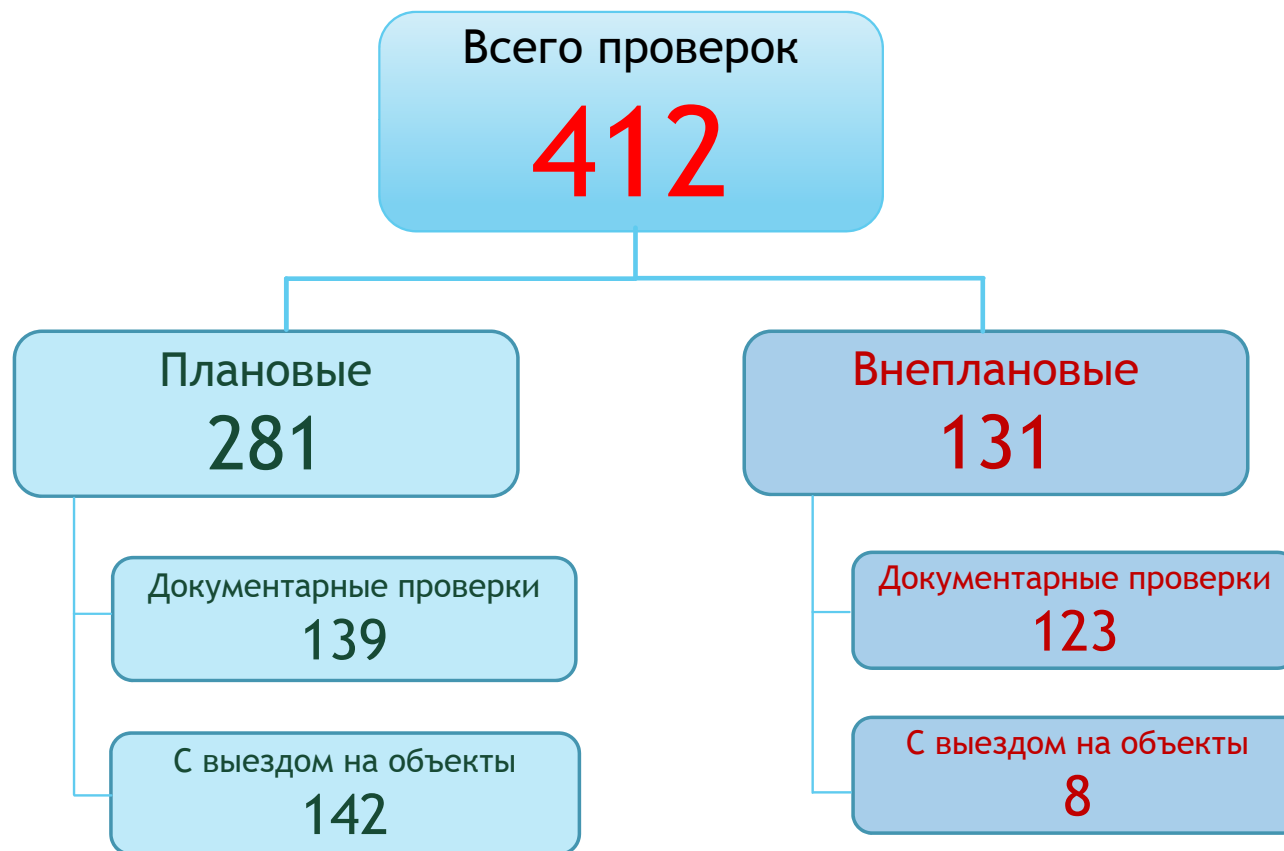 Всего проверок
412
Плановые
281
Документарные проверки
139
С выездом на объекты
142
Внеплановые
131
Документарные проверки
123
С выездом на объекты
8